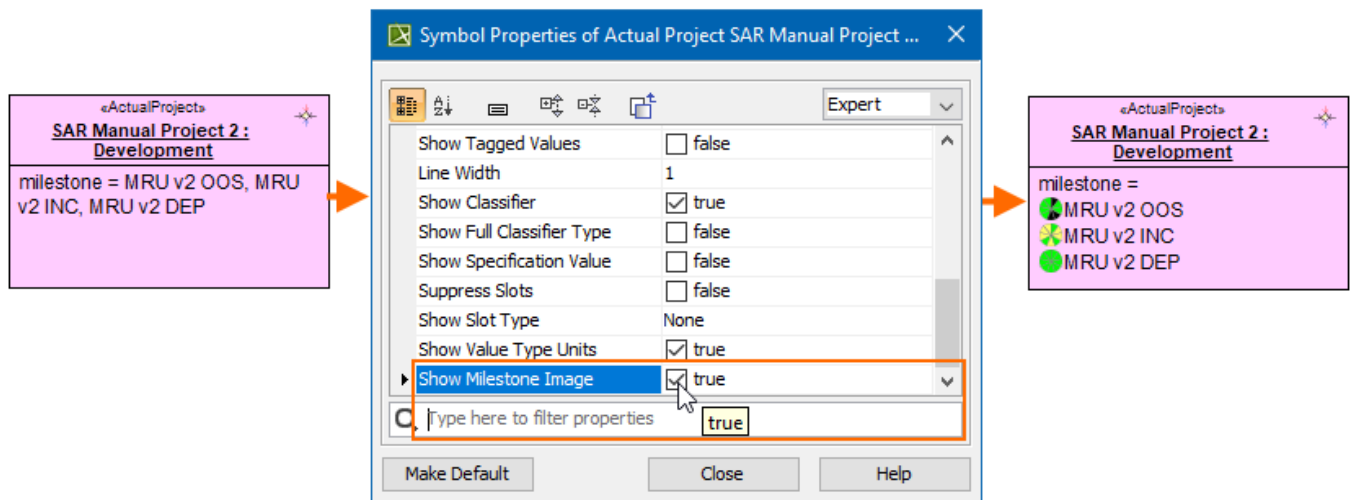 «ActualProject»
SAR Manual Project 2 :
Development
milestone = MRU v2 OOS, MRU
v2 INC, MRU v2 DEP
Symbol Properties of Actual Project SAR Manual Project ...
Expert
Show Tagged Values false
Line Width 1
Show Classifier true
Show Full Classifier Type false
Show Specification Value false
Suppress Slots false
Show Slot Type None
Show Value Type Units true
Show Milestone Image true
Type here to filter properties
true
Make Default Close Help
«ActualProject»
SAR Manual Project 2 :
Development
milestone =
MRU v2 OOS
MRU v2 INC
MRU v2 DEP